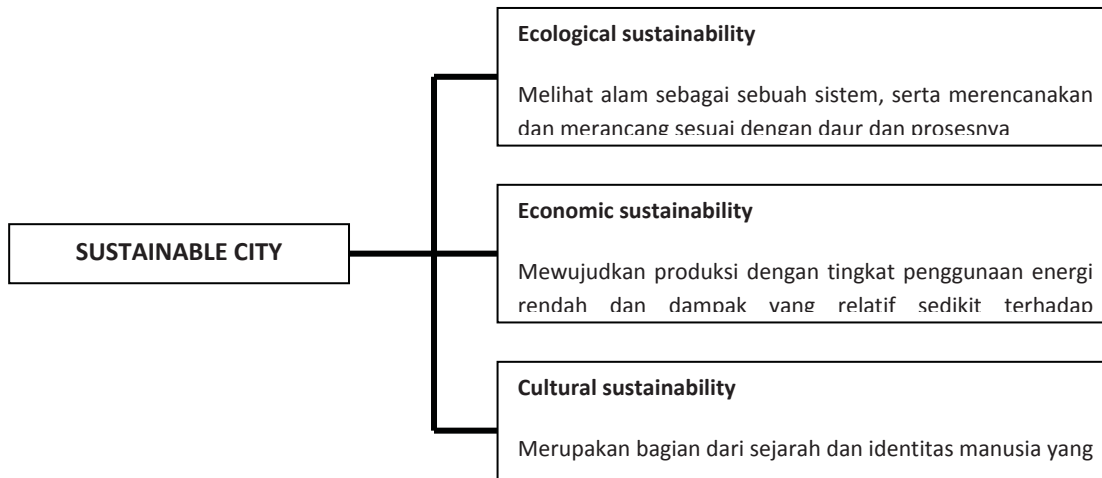 Ecological sustainability
Melihat alam sebagai sebuah sistem, serta merencanakan
dan merancang sesuai dengan daur dan prosesnya
SUSTAINABLE CITY
Economic sustainability
Mewujudkan produksi dengan tingkat penggunaan energi
rendah dan dampak yang relatif sedikit terhadap
Cultural sustainability
Merupakan bagian dari sejarah dan identitas manusia yang